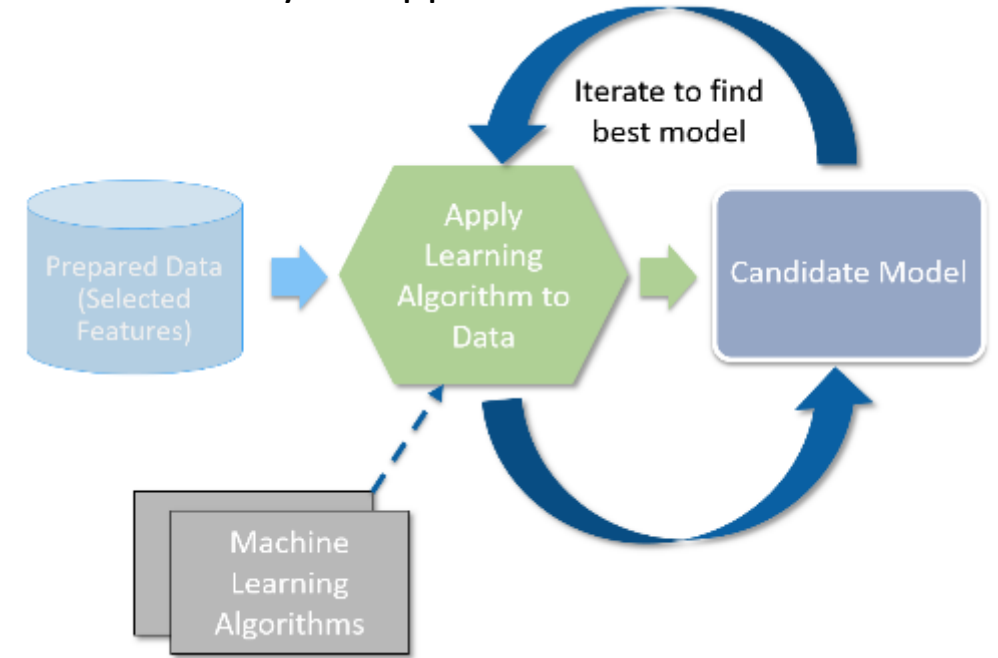 Iterate to find
best model
Prepared Data
(Selected
Features)
Apply
Learning
Algorithm to
Data
Candidate Model
Machine
Learning
Algorithms